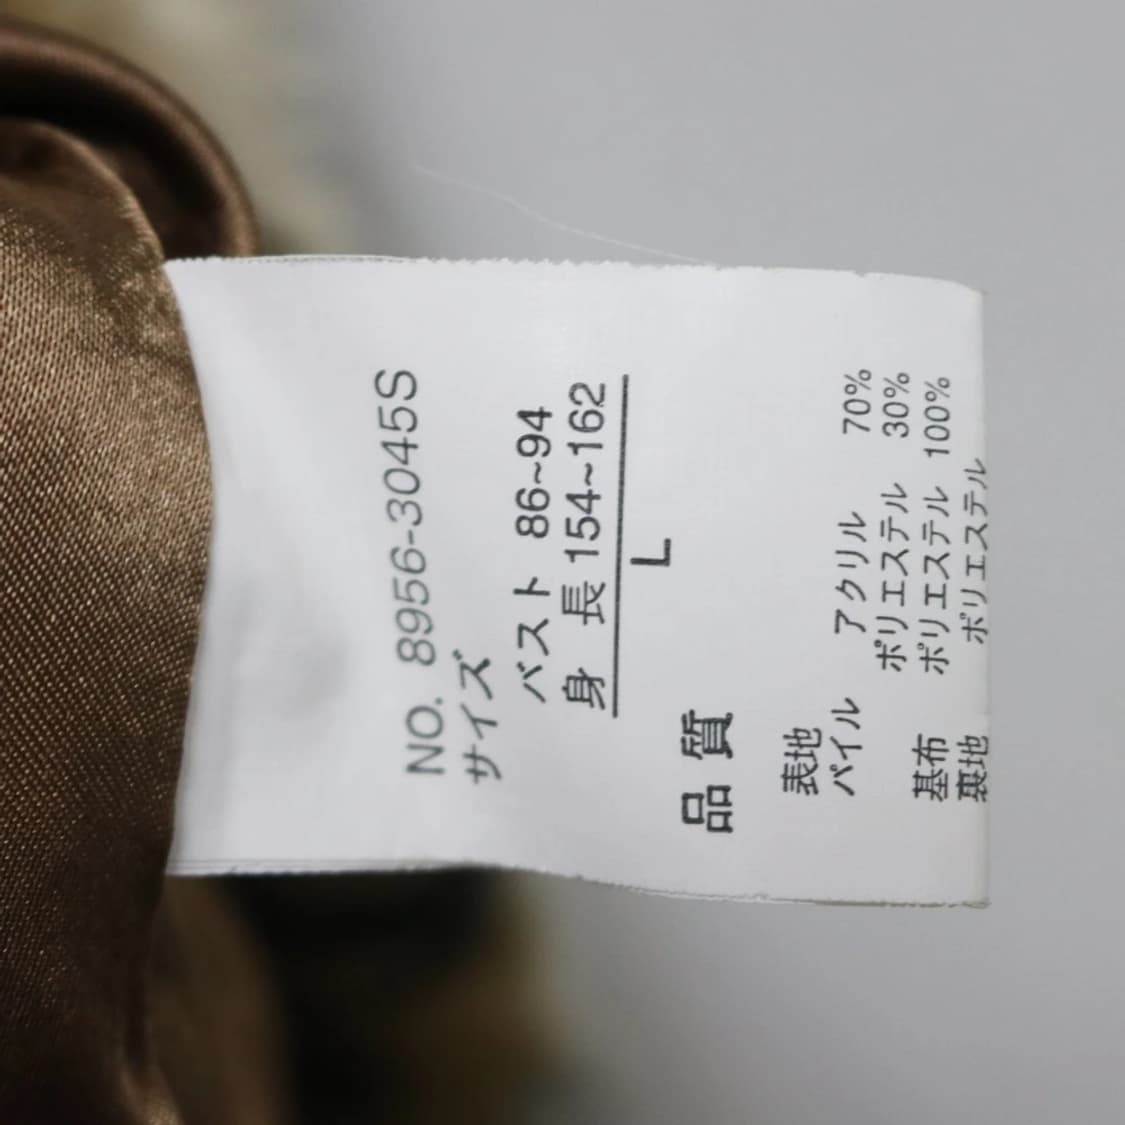 NO. 8956-3045S
サイズ
バスト 86~94
身 長 154~162
L
品 質
表地
パイル アクリル 70%
ポリエステル 30%
基布 ポリエステル 100%
裏地 ポリエステル